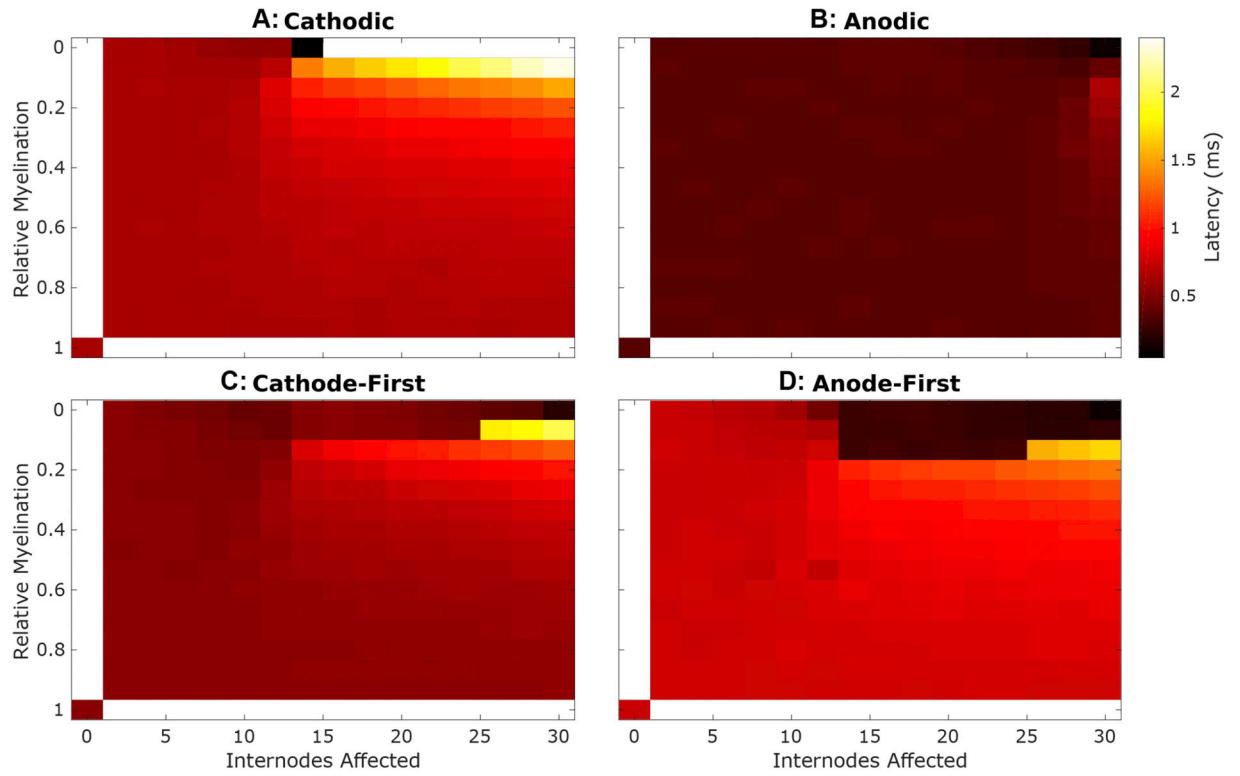 A: Cathodic
B: Anodic
0
0.2
0.4
0.6
0.8
1
Relative Myelination
2
1.5
1
0.5
Latency (ms)
C: Cathode-First
D: Anode-First
0
0.2
0.4
0.6
0.8
1
Relative Myelination
0 5 10 15 20 25 30
Internodes Affected
0 5 10 15 20 25 30
Internodes Affected